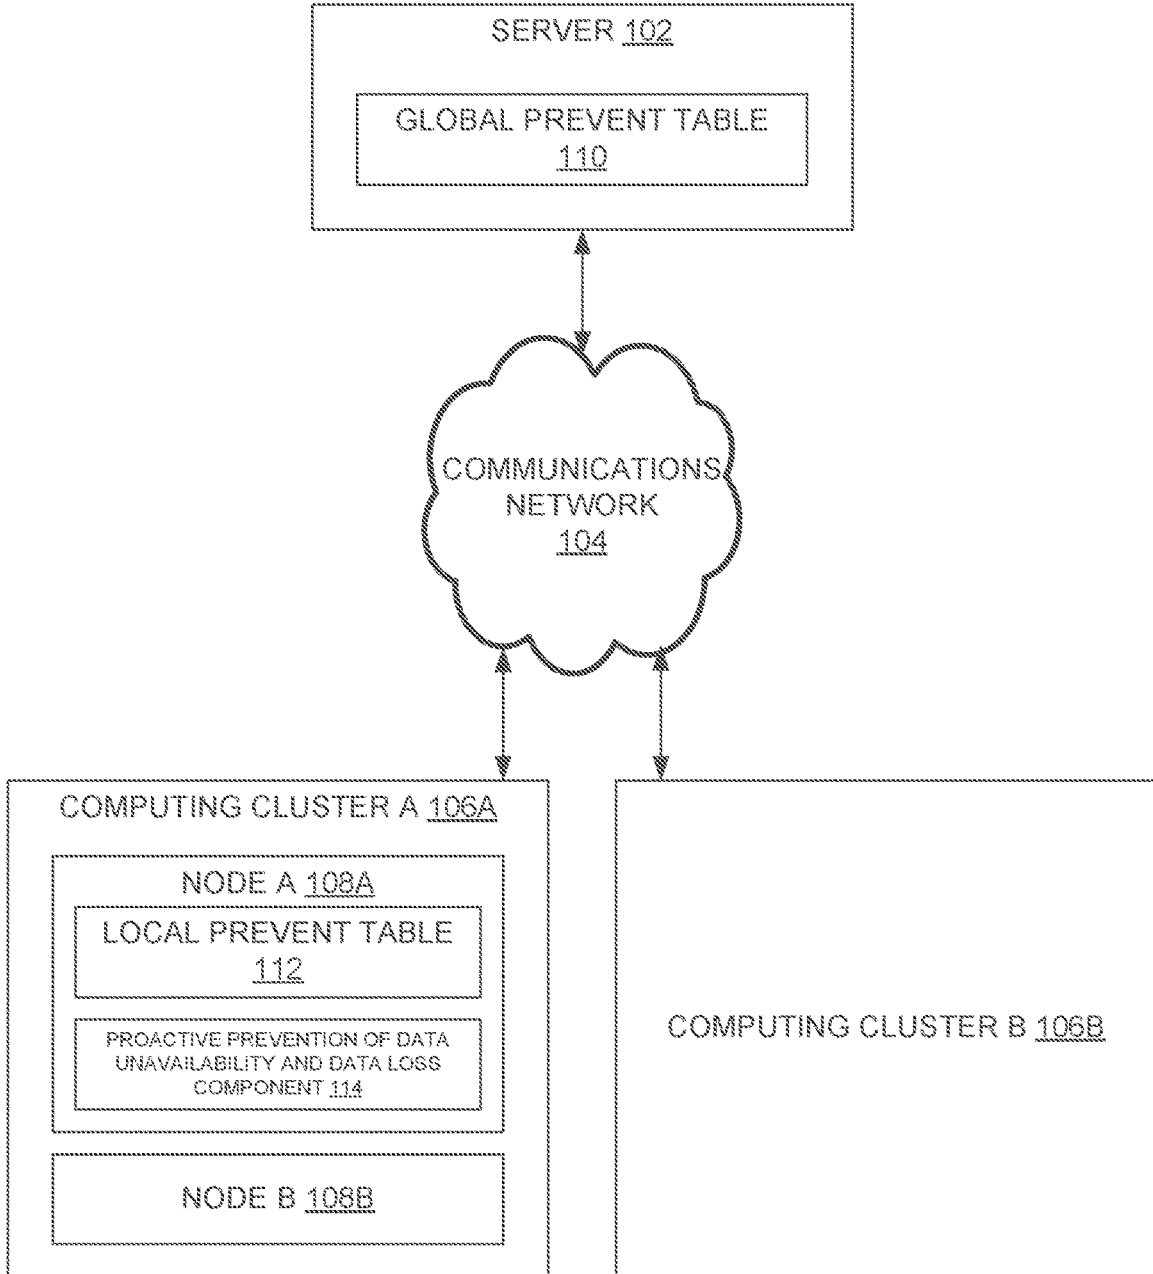 SERVER 102
GLOBAL PREVENT TABLE
110
COMMUNICATIONS
NETWORK
104
COMPUTING CLUSTER A 106A
NODE A 108A
LOCAL PREVENT TABLE
112
PROACTIVE PREVENTION OF DATA
UNAVAILABILITY AND DATA LOSS
COMPONENT 114
NODE B 108B
COMPUTING CLUSTER B 106B